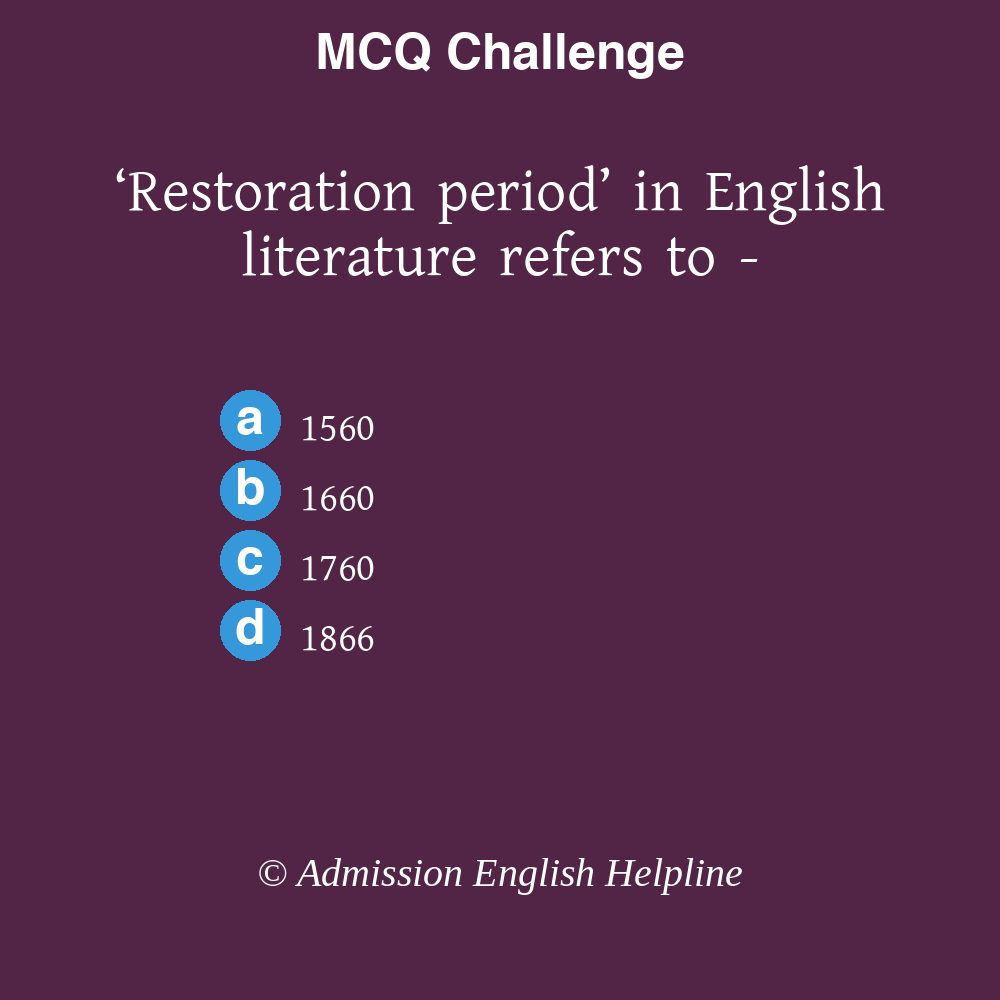 MCQ Challenge
‘Restoration period’ in English
literature refers to -
a 1560
b 1660
c 1760
d 1866
© Admission English Helpline